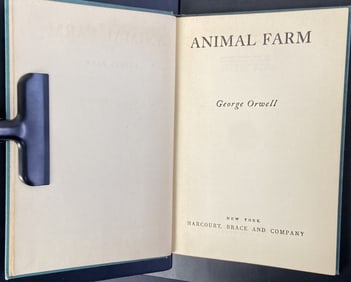 ANIMAL FARM
George Orwell
NEW YORK
HARCOURT, BRACE AND COMPANY